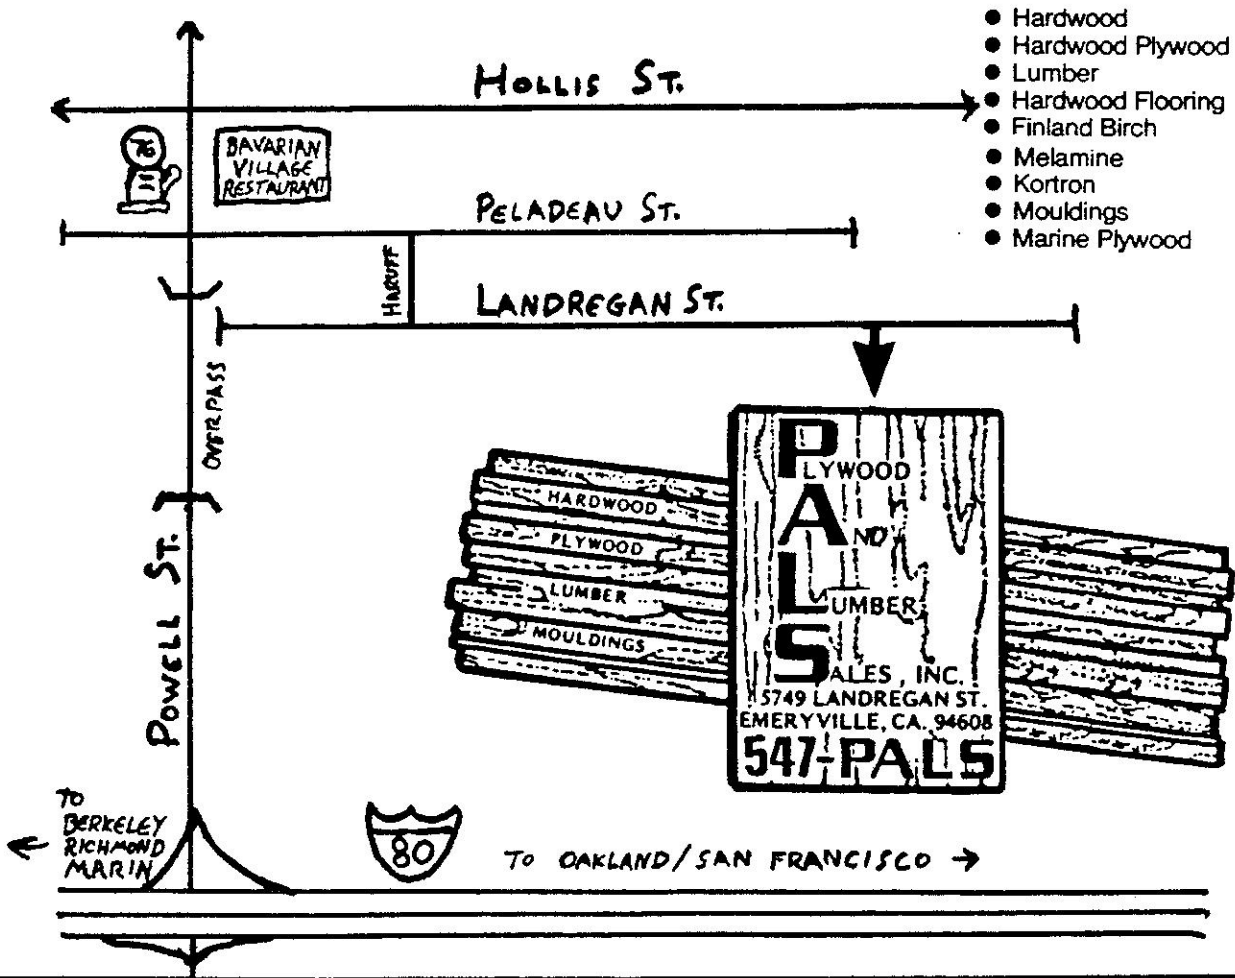 ● Hardwood
● Hardwood Plywood
● Lumber
● Hardwood Flooring
● Finland Birch
● Melamine
● Kortron
● Mouldings
● Marine Plywood
HOLLIS ST.
76
BAVARIAN
VILLAGE
RESTAURANT
PELADEAU ST.
HARUFF
LANDREGAN ST.
OVERPASS
POWELL ST.
HARDWOOD
PLYWOOD
LUMBER
MOULDINGS
PLYWOOD
AND
LUMBER
SALES, INC.
5749 LANDREGAN ST.
EMERYVILLE, CA. 94608
547-PALS
TO
BERKELEY
RICHMOND
MARIN
80
TO OAKLAND/SAN FRANCISCO →